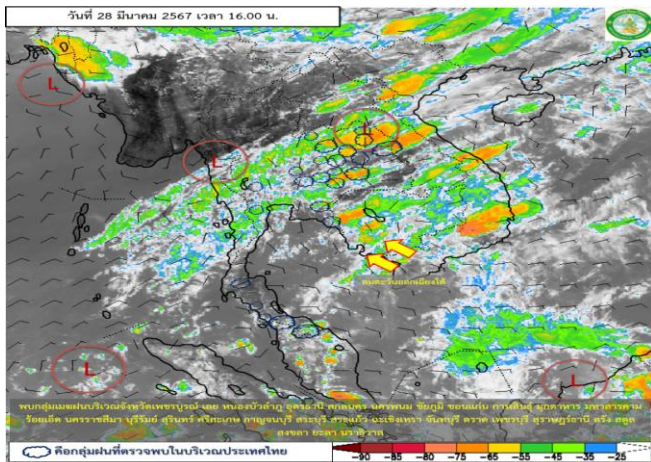 วันที่ 28 มีนาคม 2567 เวลา 16.00 น.
L
L
L
ลมตะวันออกเฉียงใต้
L
L
พบกลุ่มเมฆฝนบริเวณจังหวัดเพชรบูรณ์ เลย หนองบัวลำภู อุดรธานี สกลนคร นครพนม ชัยภูมิ ขอนแก่น กาฬสินธุ์ มุกดาหาร มหาสารคาม
ร้อยเอ็ด นครราชสีมา บุรีรัมย์ สุรินทร์ ศรีสะเกษ กาญจนบุรี สระบุรี สระแก้ว ฉะเชิงเทรา จันทบุรี ตราด เพชรบุรี สุราษฎร์ธานี ตรัง สตูล
สงขลา ยะลา นราธิวาส
คือกลุ่มฝนที่ตรวจพบในบริเวณประเทศไทย
-90 -85 -80 -75 -65 -55 -45 -35 -25